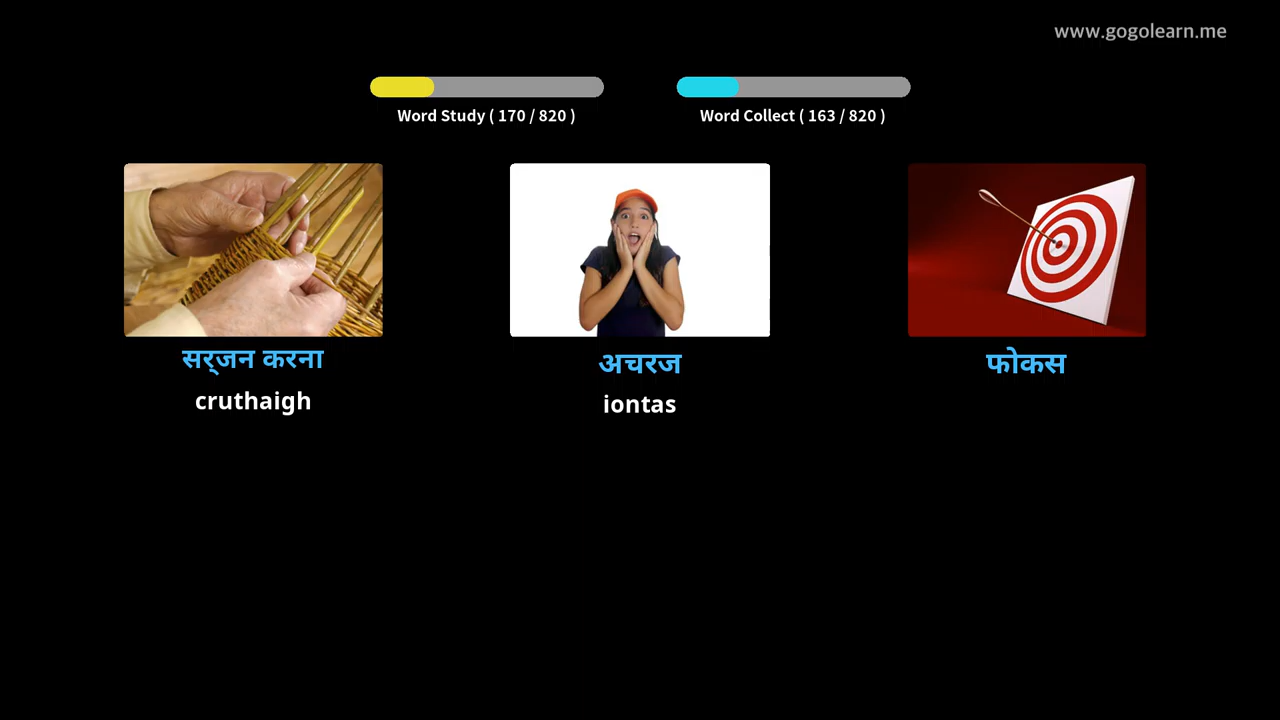 www.gogolearn.me
Word Study ( 170 / 820 )
Word Collect ( 163 / 820 )
सर्‌जन करना
अचरज
फोकस
cruthaigh
iontas